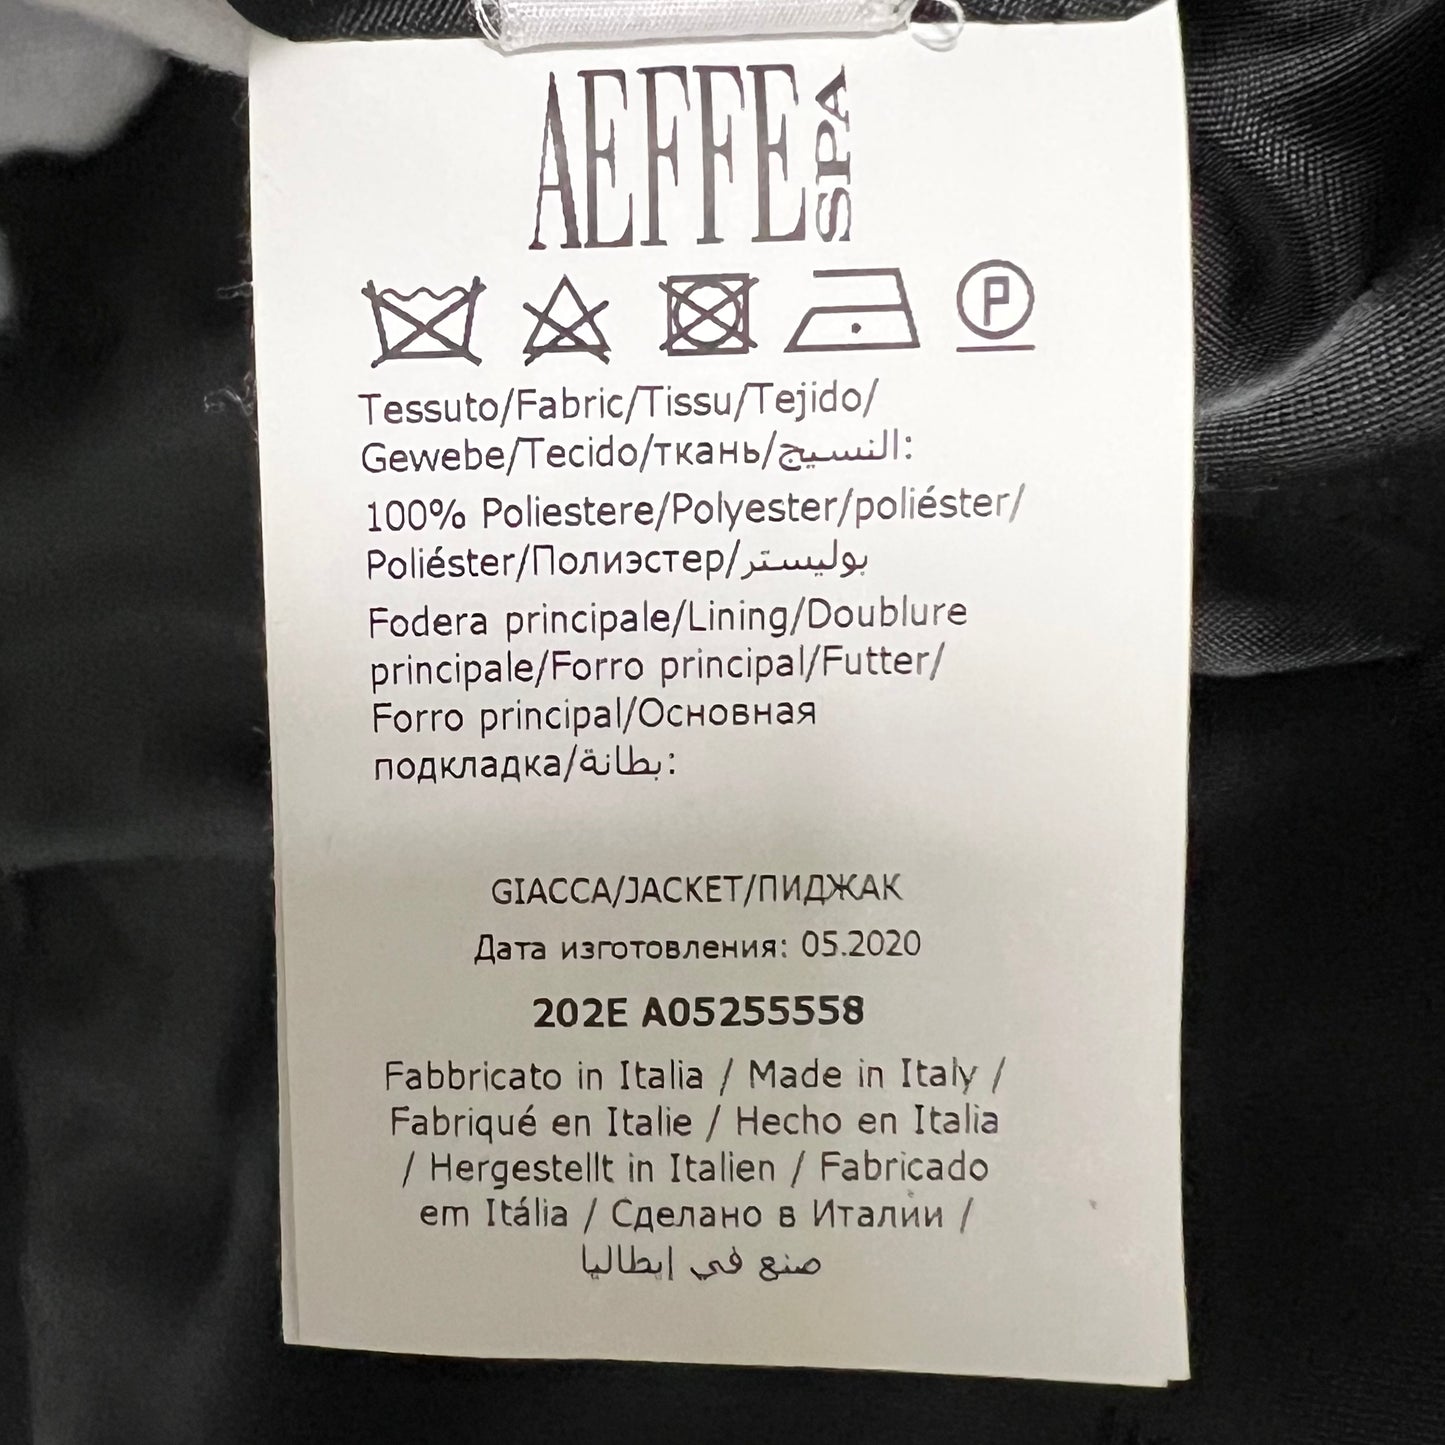 AEFFE SPA
P
Tessuto/Fabric/Tissu/Tejido/
Gewebe/Tecido/ткань/النسيج:
100% Poliestere/Polyester/poliéster/
Poliéster/Полиэстер/بوليستر
Fodera principale/Lining/Doublure
principale/Forro principal/Futter/
Forro principal/Основная
подкладка/بطانة:
GIACCA/JACKET/ПИДЖАК
Дата изготовления: 05.2020
202E A05255558
Fabbricato in Italia / Made in Italy /
Fabriqué en Italie / Hecho en Italia
/ Hergestellt in Italien / Fabricado
em Itália / Сделано в Италии /
صنع في إيطاليا